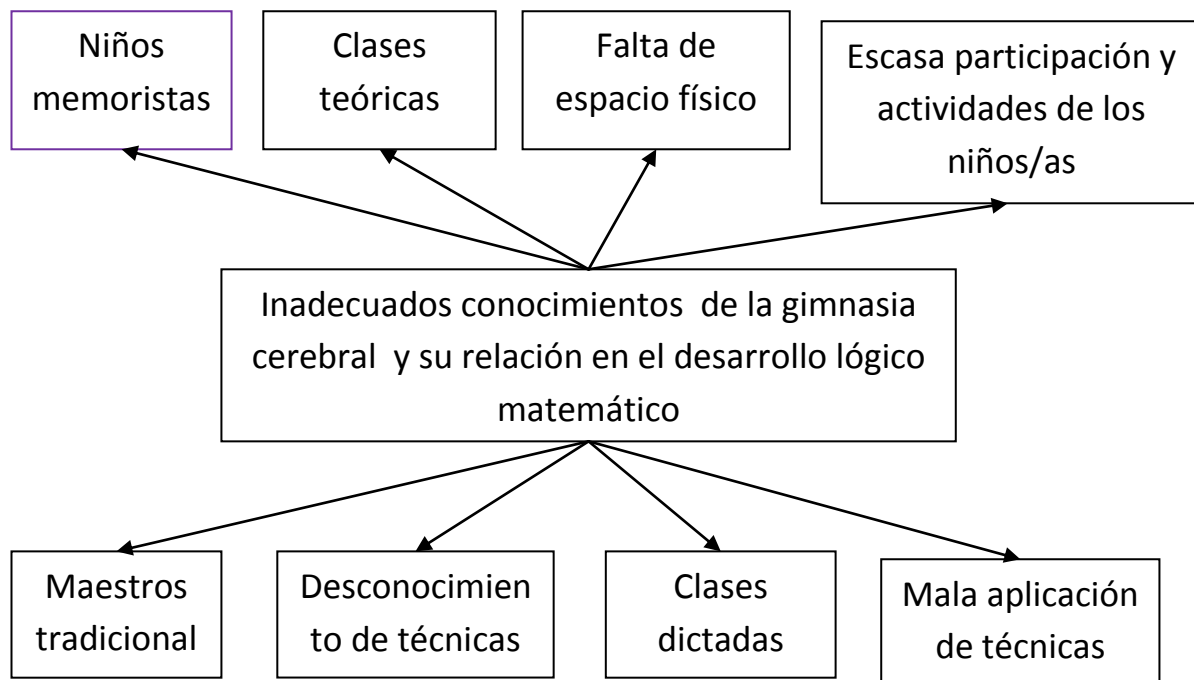 Niños
memoristas
Clases
teóricas
Falta de
espacio físico
Escasa participación y
actividades de los
niños/as
Inadecuados conocimientos  de la gimnasia
cerebral  y su relación en el desarrollo lógico
matemático
Maestros
tradicional
Desconocimien
to de técnicas
Clases
dictadas
Mala aplicación
de técnicas